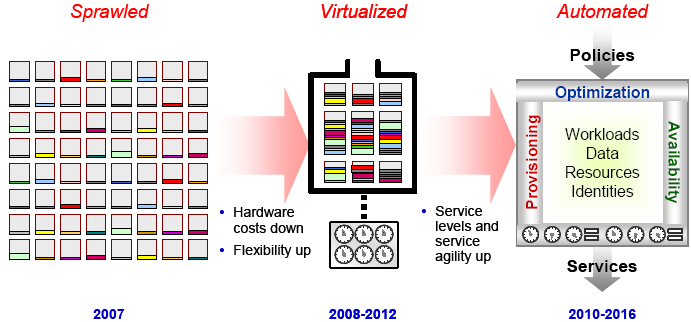 Sprawled
Virtualized
Automated
Policies
Optimization
Provisioning
Workloads
Data
Resources
Identities
Availability
• Hardware
costs down
• Flexibility up
• Service
levels and
service
agility up
Services
2007
2008-2012
2010-2016